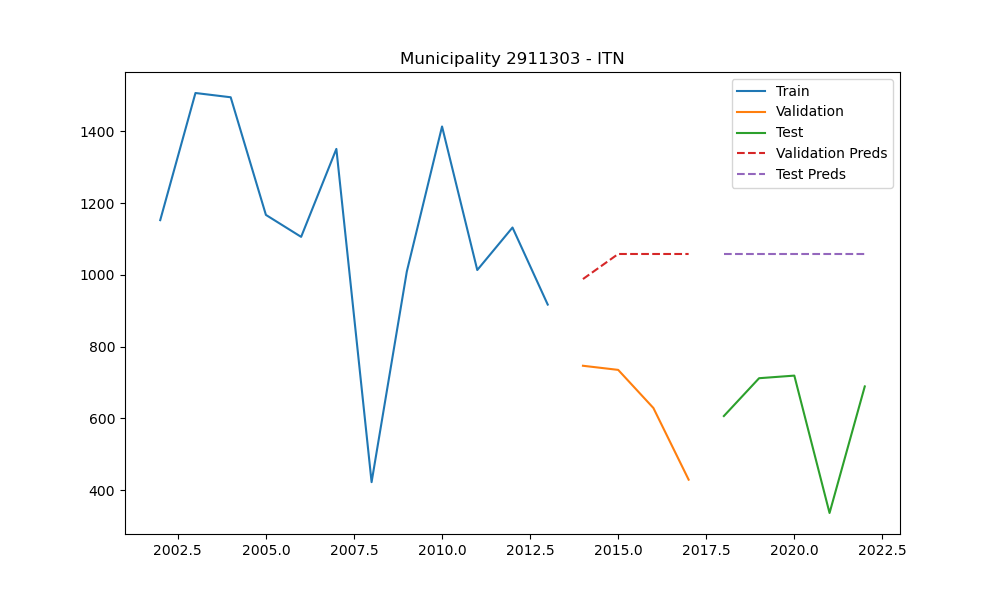 Municipality 2911303 - ITN
Train
Validation
Test
Validation Preds
Test Preds
1400
1200
1000
800
600
400
2002.5 2005.0 2007.5 2010.0 2012.5 2015.0 2017.5 2020.0 2022.5